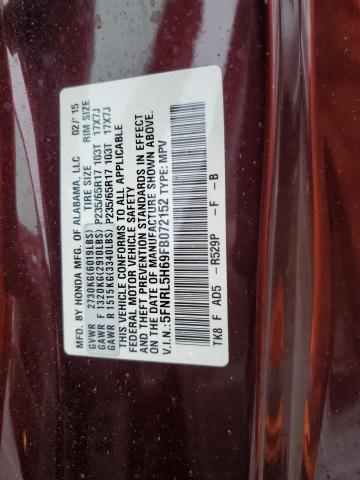 MFD. BY HONDA MFG. OF ALABAMA, LLC 02/'15
TIRE SIZE RIM SIZE
GVWR 2730KG(6019LBS)
GAWR F 1320KG(2910LBS) P235/65R17 103T 17X7J
GAWR R 1515KG(3340LBS) P235/65R17 103T 17X7J
THIS VEHICLE CONFORMS TO ALL APPLICABLE
FEDERAL MOTOR VEHICLE SAFETY
AND THEFT PREVENTION STANDARDS IN EFFECT
ON THE DATE OF MANUFACTURE SHOWN ABOVE.
V.I.N.:5FNRL5H69FB072152 TYPE: MPV
TK8 F AD5 -R529P -F -B